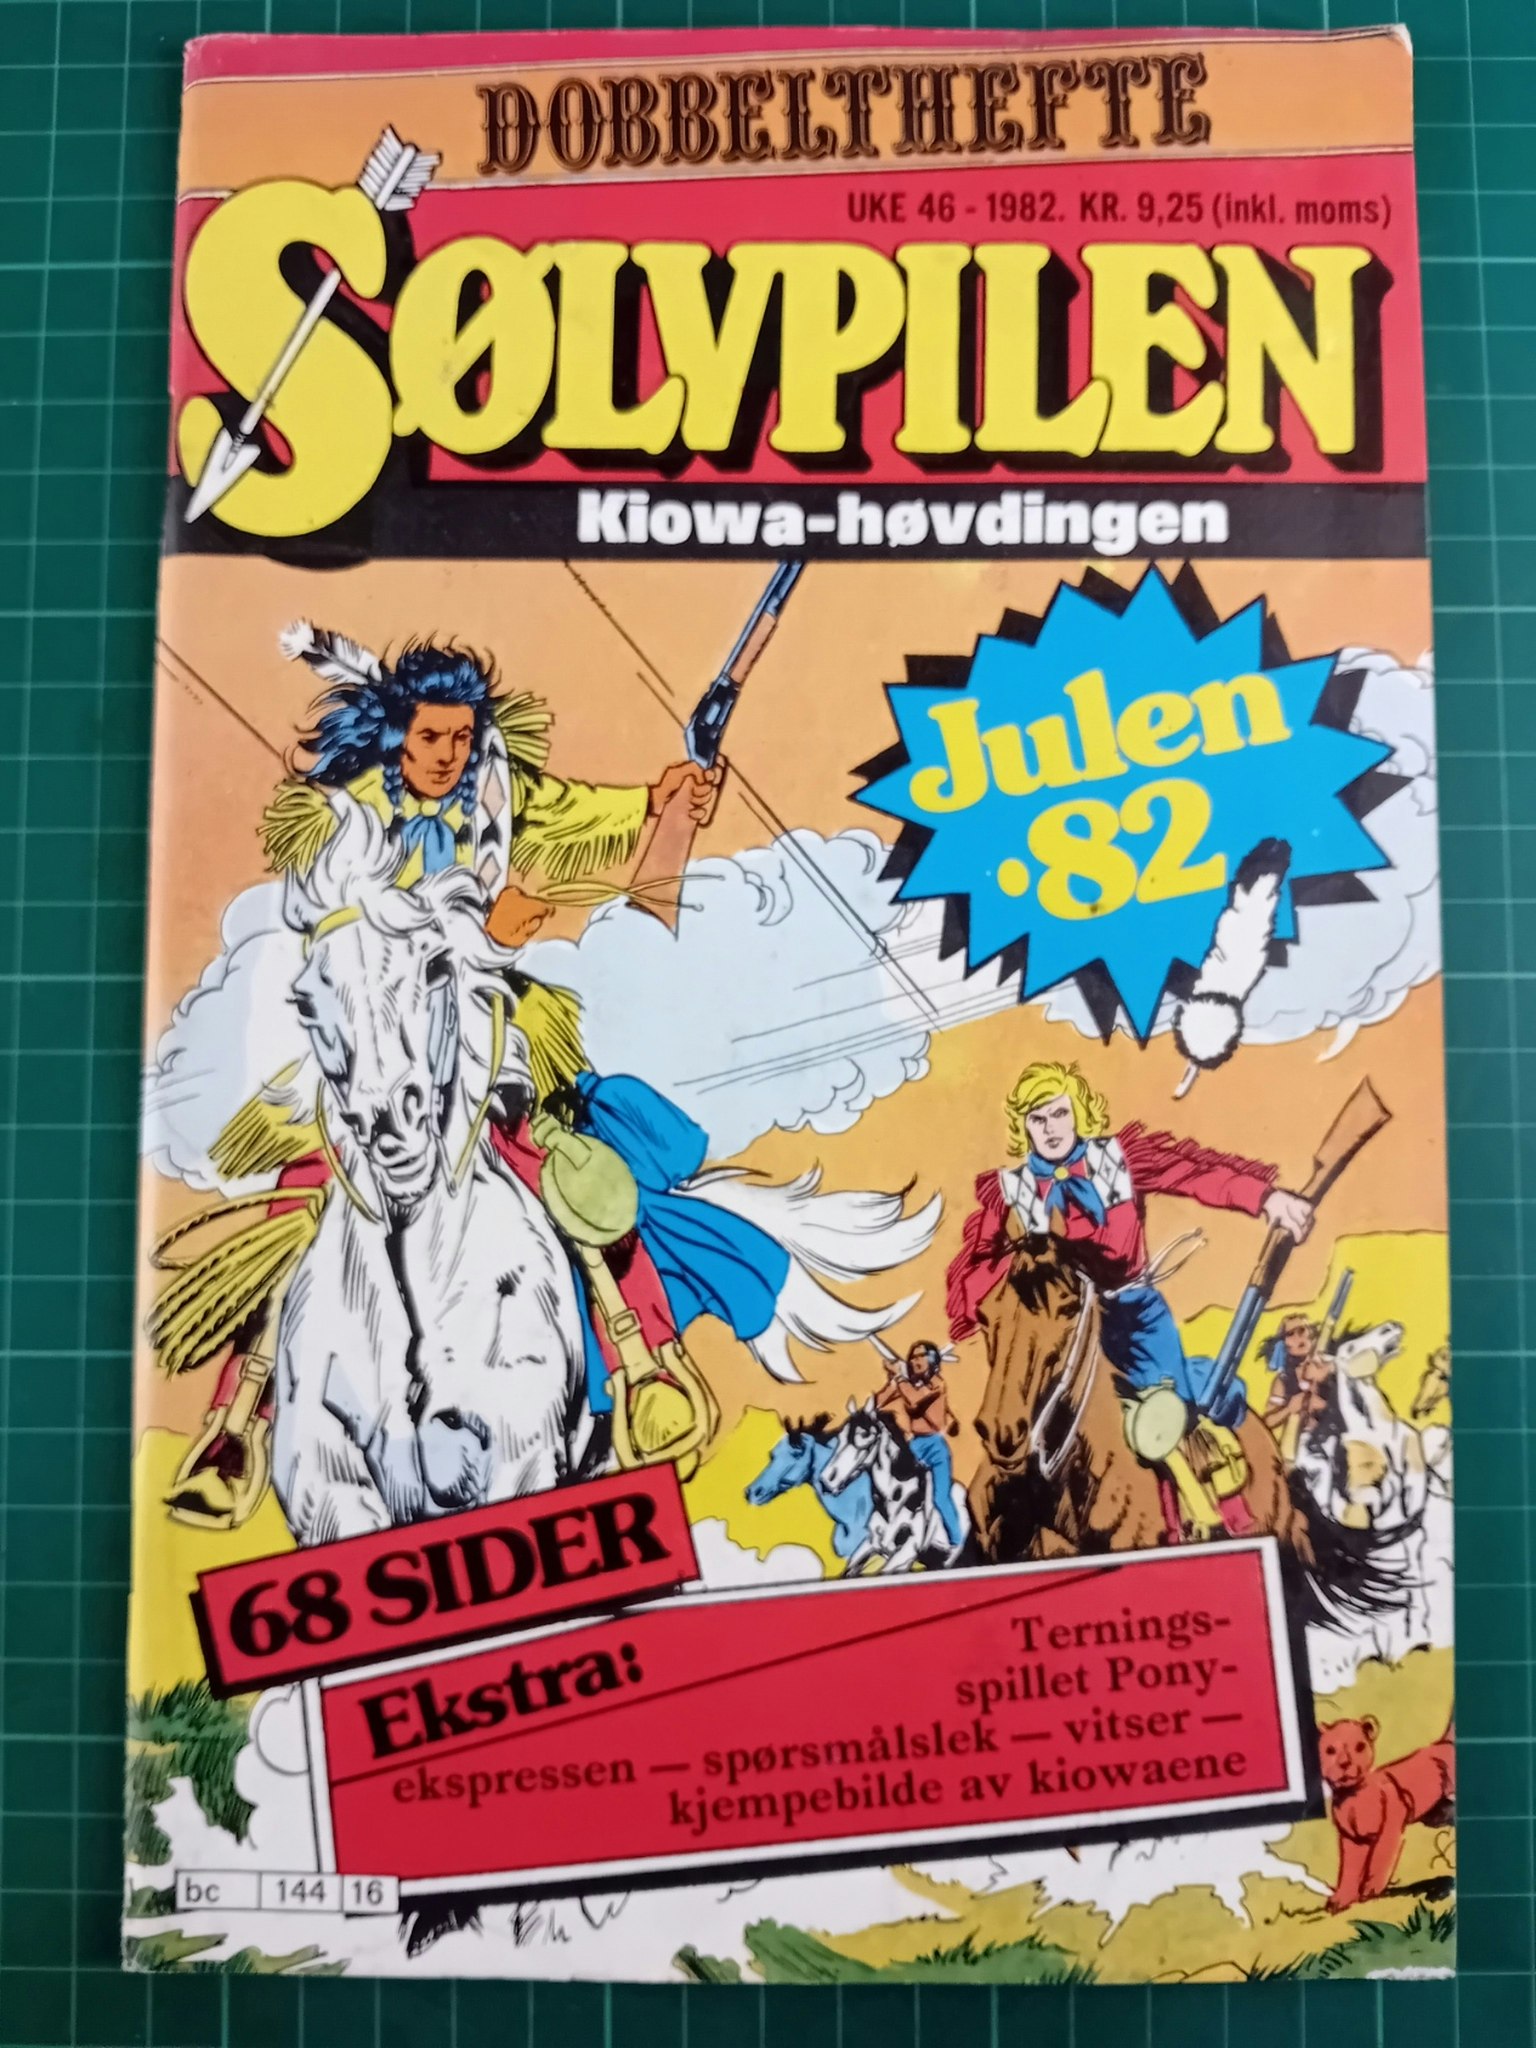 DOBBELTHEFTE
UKE 46 - 1982. KR. 9,25 (inkl. moms)
SØLVPILEN
Kiowa-høvdingen
Julen
'82
68 SIDER
Ekstra:
Ternings-
spillet Pony-
ekspressen — spørsmålslek — vitser —
kjempebilde av kiowaene
bc 144 16